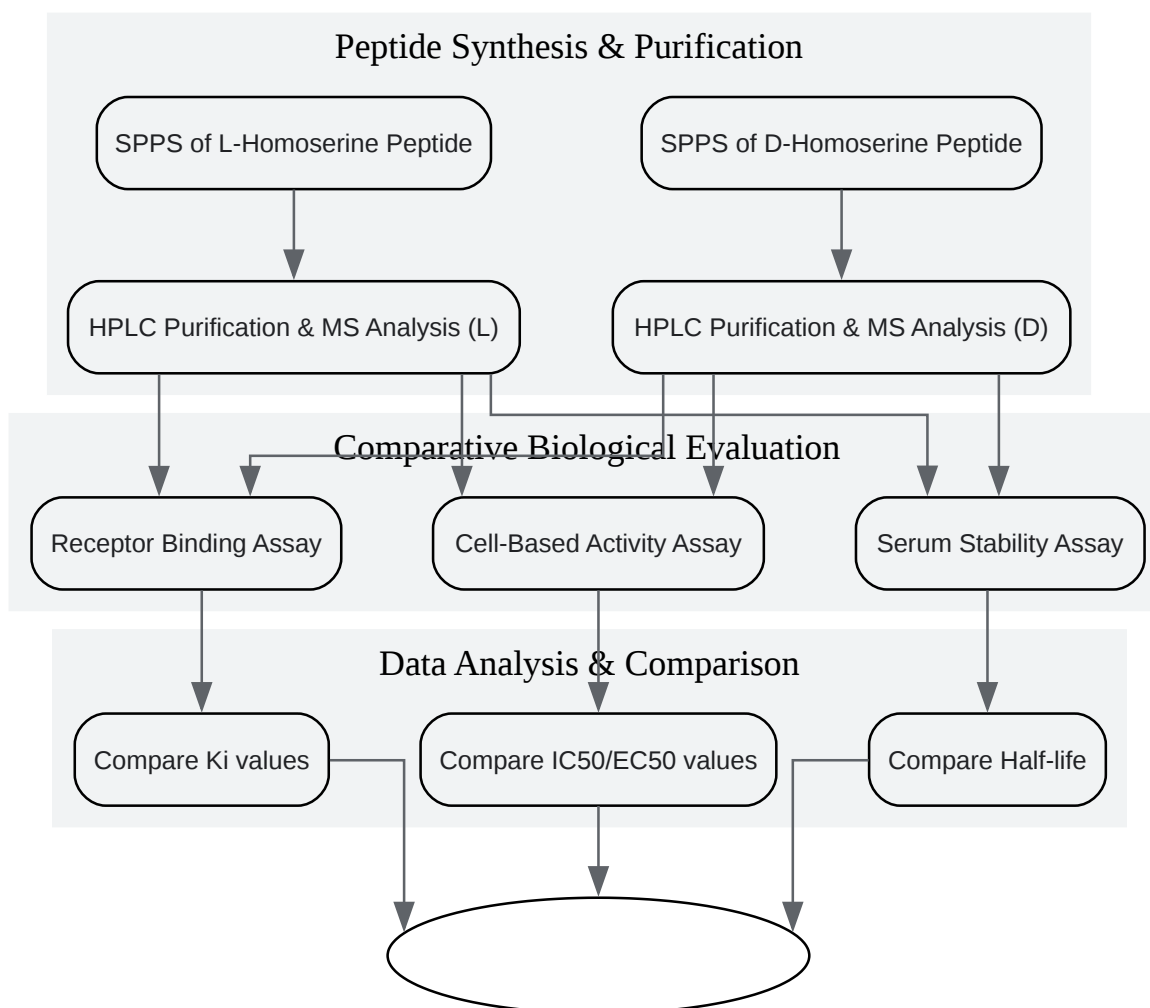 Peptide Synthesis & Purification
SPPS of L-Homoserine Peptide
SPPS of D-Homoserine Peptide
HPLC Purification & MS Analysis (L)
HPLC Purification & MS Analysis (D)
Comparative Biological Evaluation
Receptor Binding Assay
Cell-Based Activity Assay
Serum Stability Assay
Data Analysis & Comparison
Compare Ki values
Compare IC50/EC50 values
Compare Half-life